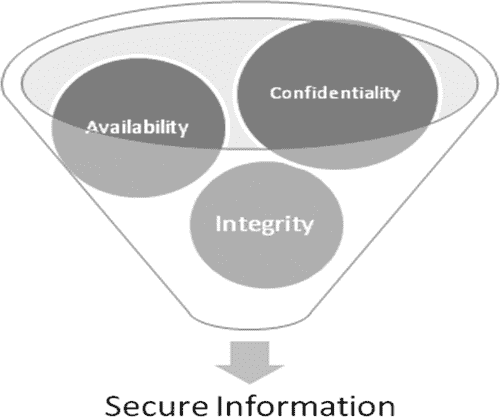 Confidentiality
Availability
Integrity
Secure Information